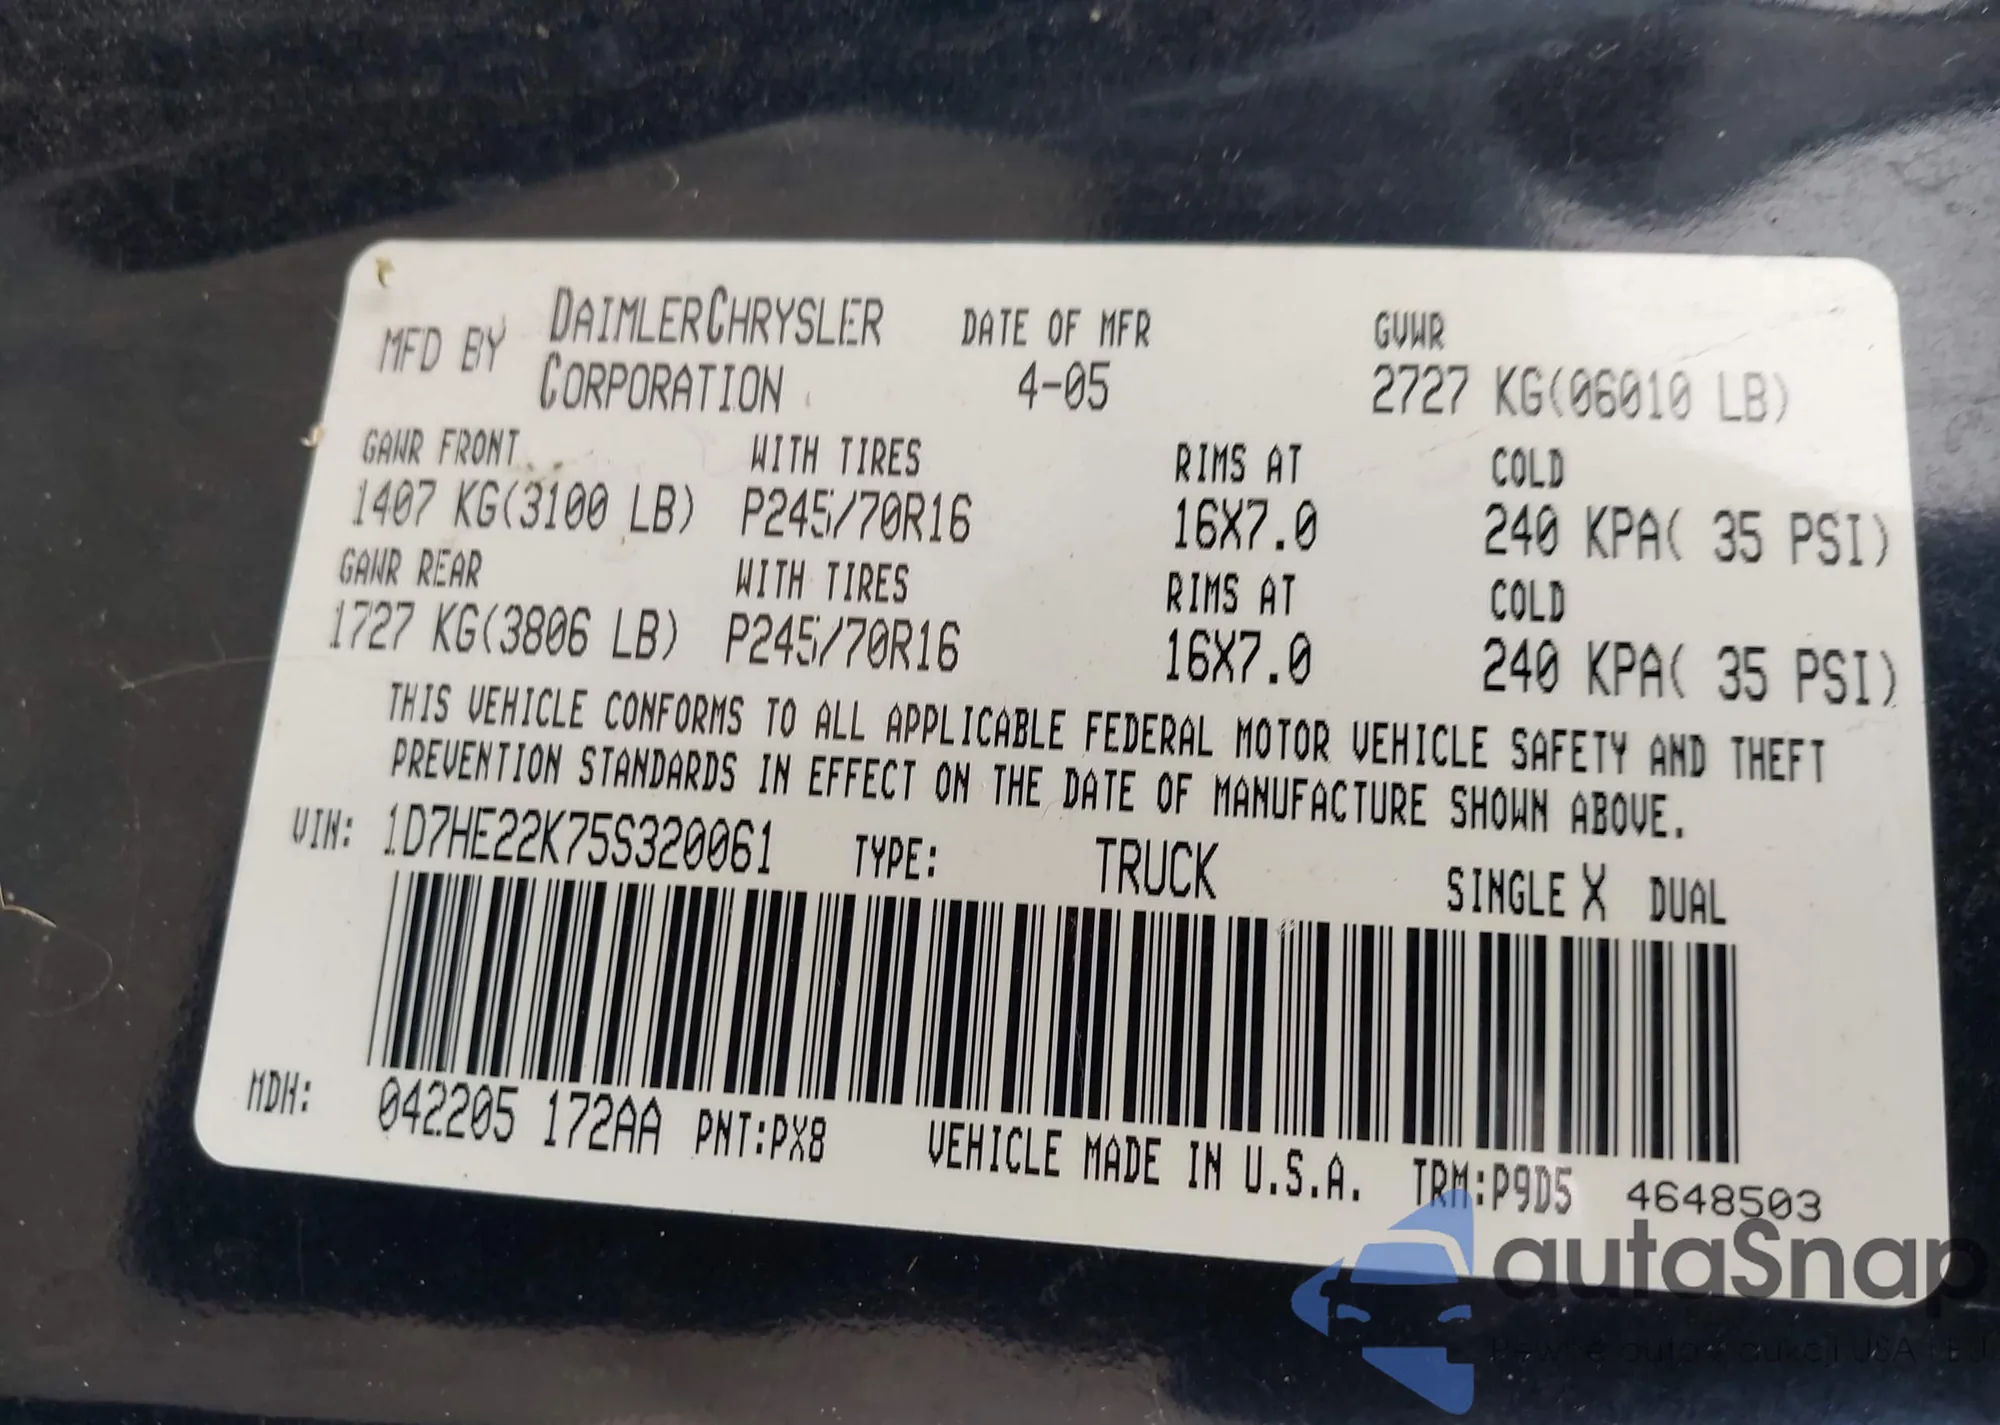 MFD BY DAIMLERCHRYSLER CORPORATION DATE OF MFR 4-05 GVWR 2727 KG(06010 LB)
GAWR FRONT WITH TIRES RIMS AT COLD
1407 KG(3100 LB) P245/70R16 16X7.0 240 KPA( 35 PSI)
GAWR REAR WITH TIRES RIMS AT COLD
1727 KG(3806 LB) P245/70R16 16X7.0 240 KPA( 35 PSI)
THIS VEHICLE CONFORMS TO ALL APPLICABLE FEDERAL MOTOR VEHICLE SAFETY AND THEFT
PREVENTION STANDARDS IN EFFECT ON THE DATE OF MANUFACTURE SHOWN ABOVE.
VIN: 1D7HE22K75S320061 TYPE: TRUCK SINGLE X DUAL
MDH: 042205 172AA PNT:PX8 VEHICLE MADE IN U.S.A. TRM:P9D5 4648503
autaSnap